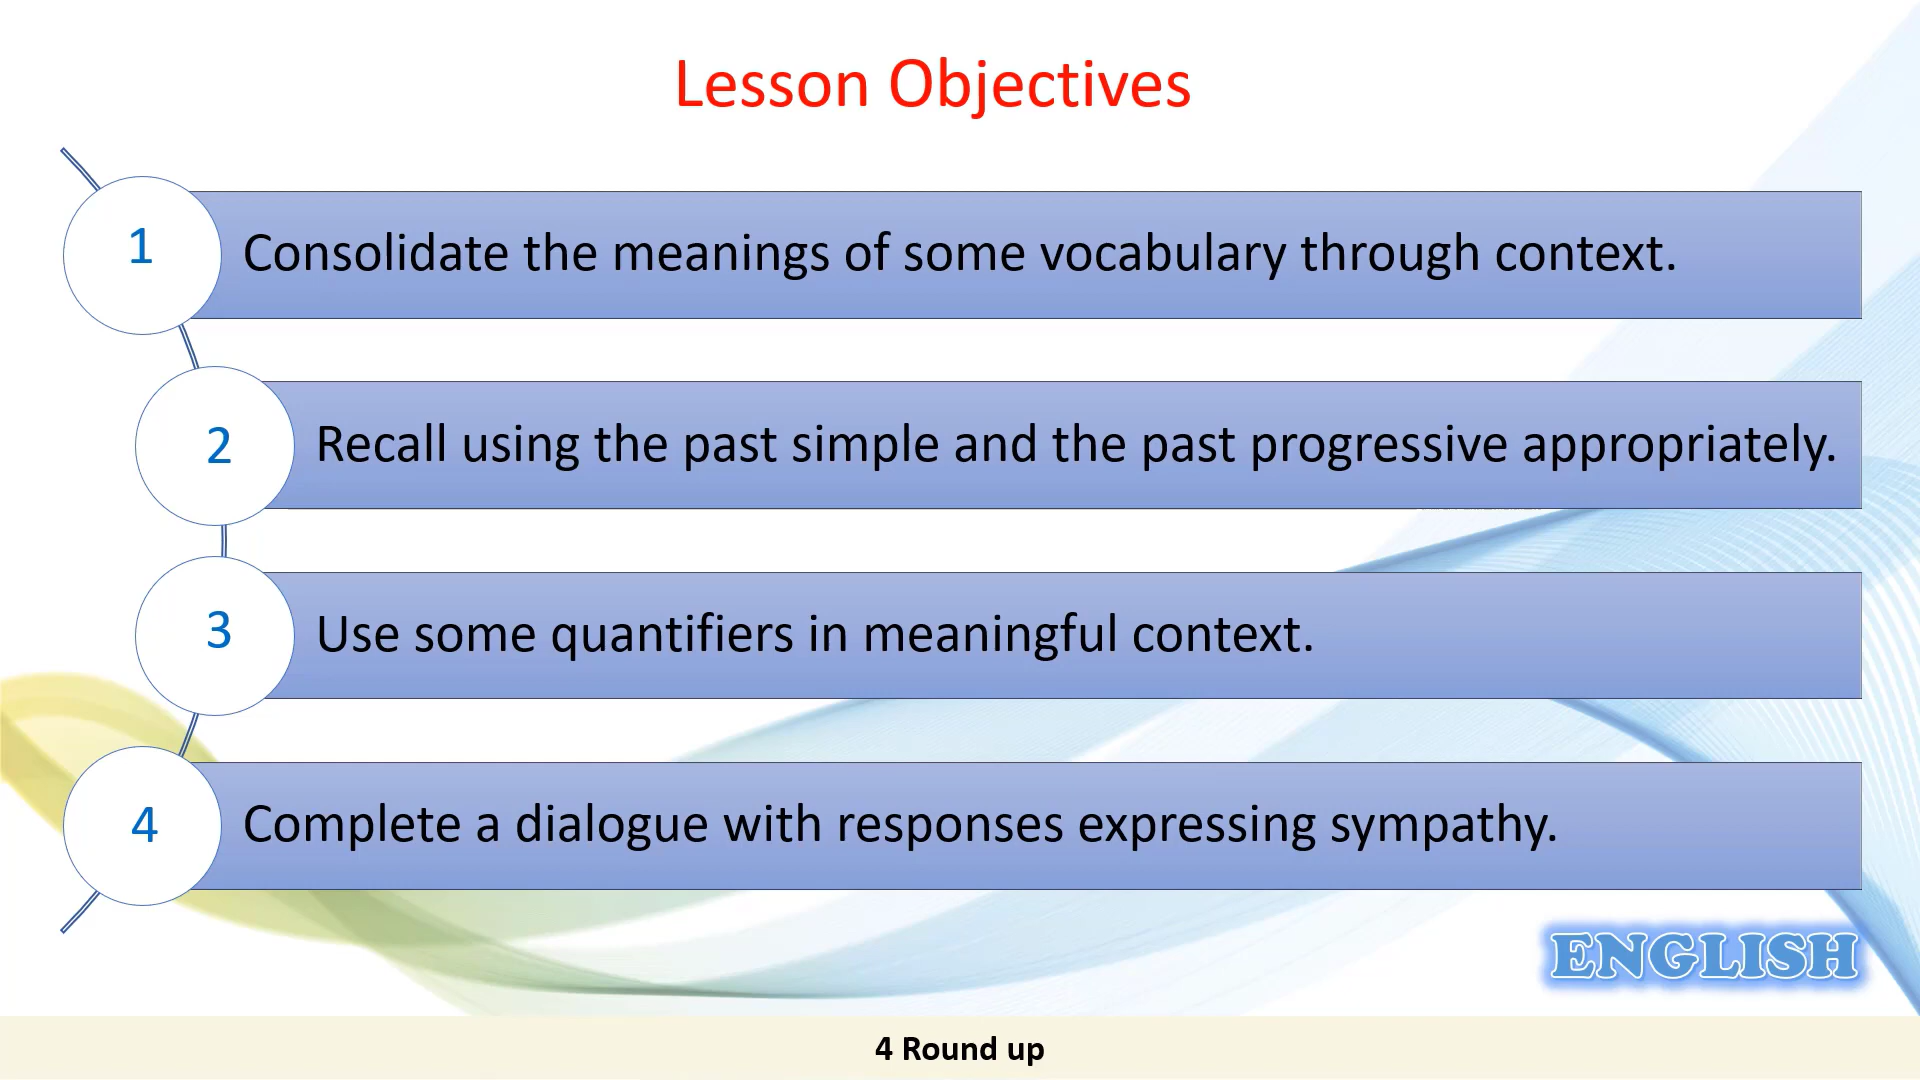 Lesson Objectives
1
Consolidate the meanings of some vocabulary through context.
2
Recall using the past simple and the past progressive appropriately.
3
Use some quantifiers in meaningful context.
4
Complete a dialogue with responses expressing sympathy.
ENGLISH
4 Round up